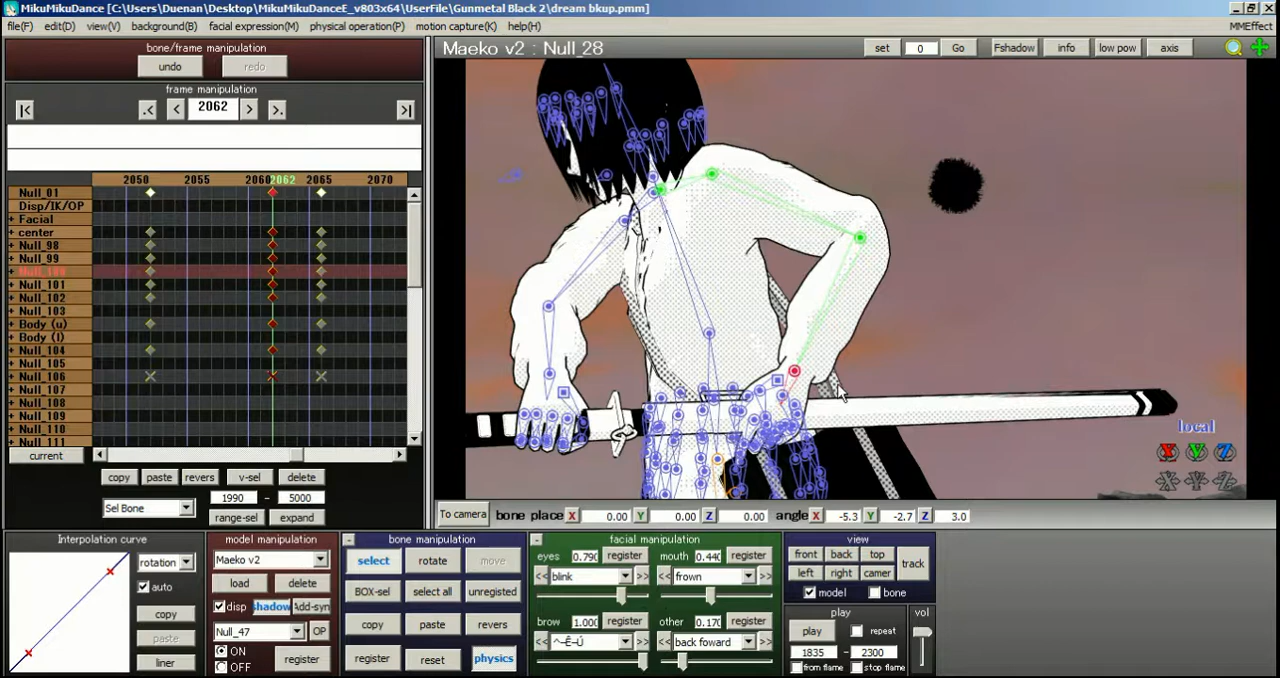 MikuMikuDance [C:\Users\Duenan\Desktop\MikuMikuDanceE_v803x64\UserFile\Gunmetal Black 2\dream bkup.pmm]
file(F) edit(D) view(V) background(B) facial expression(M) physical operation(P) motion capture(K) help(H) MMEffect
bone/frame manipulation
undo redo
frame manipulation
|< .< < 2062 > >. >|
2050 2055 2060 2062 2065 2070
Null_01
Disp/IK/OP
+ Facial
+ center
+ Null_98
+ Null_99
+ Null_100
+ Null_101
+ Null_102
+ Null_103
+ Body (u)
+ Body (l)
+ Null_104
+ Null_105
+ Null_106
+ Null_107
+ Null_108
+ Null_109
+ Null_110
+ Null_111
current
copy paste revers v-sel delete
Sel Bone 1990 - 5000
range-sel expand
Maeko v2 : Null_28
set 0 Go Fshadow info low pow axis
local
X Y Z
X Y Z
To camera bone place X 0.00 Y 0.00 Z 0.00 angle X -5.3 Y -2.7 Z 3.0
Interpolation curve
rotation
auto
copy
paste
liner
model manipulation
Maeko v2
load delete
disp shadow Add-syn
Null_47 OP
ON
OFF
register
- bone manipulation
select rotate move
BOX-sel select all unregisted
copy paste revers
register reset physics
- facial manipulation
eyes 0.790 register mouth 0.440 register
<< blink >> << frown >>
brow 1.000 register other 0.170 register
<< >> << back foward >>
view
front back top
left right camer
track
model bone
play
play repeat
1835 - 2300
from flame stop flame
vol